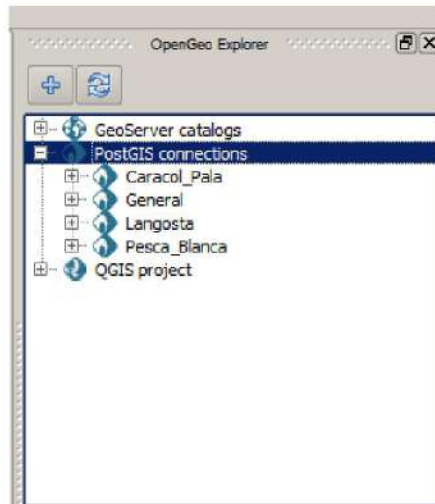 OpenGeo Explorer
GeoServer catalogs
PostGIS connections
Caracol_Pala
General
Langosta
Pesca_Blanca
QGIS project